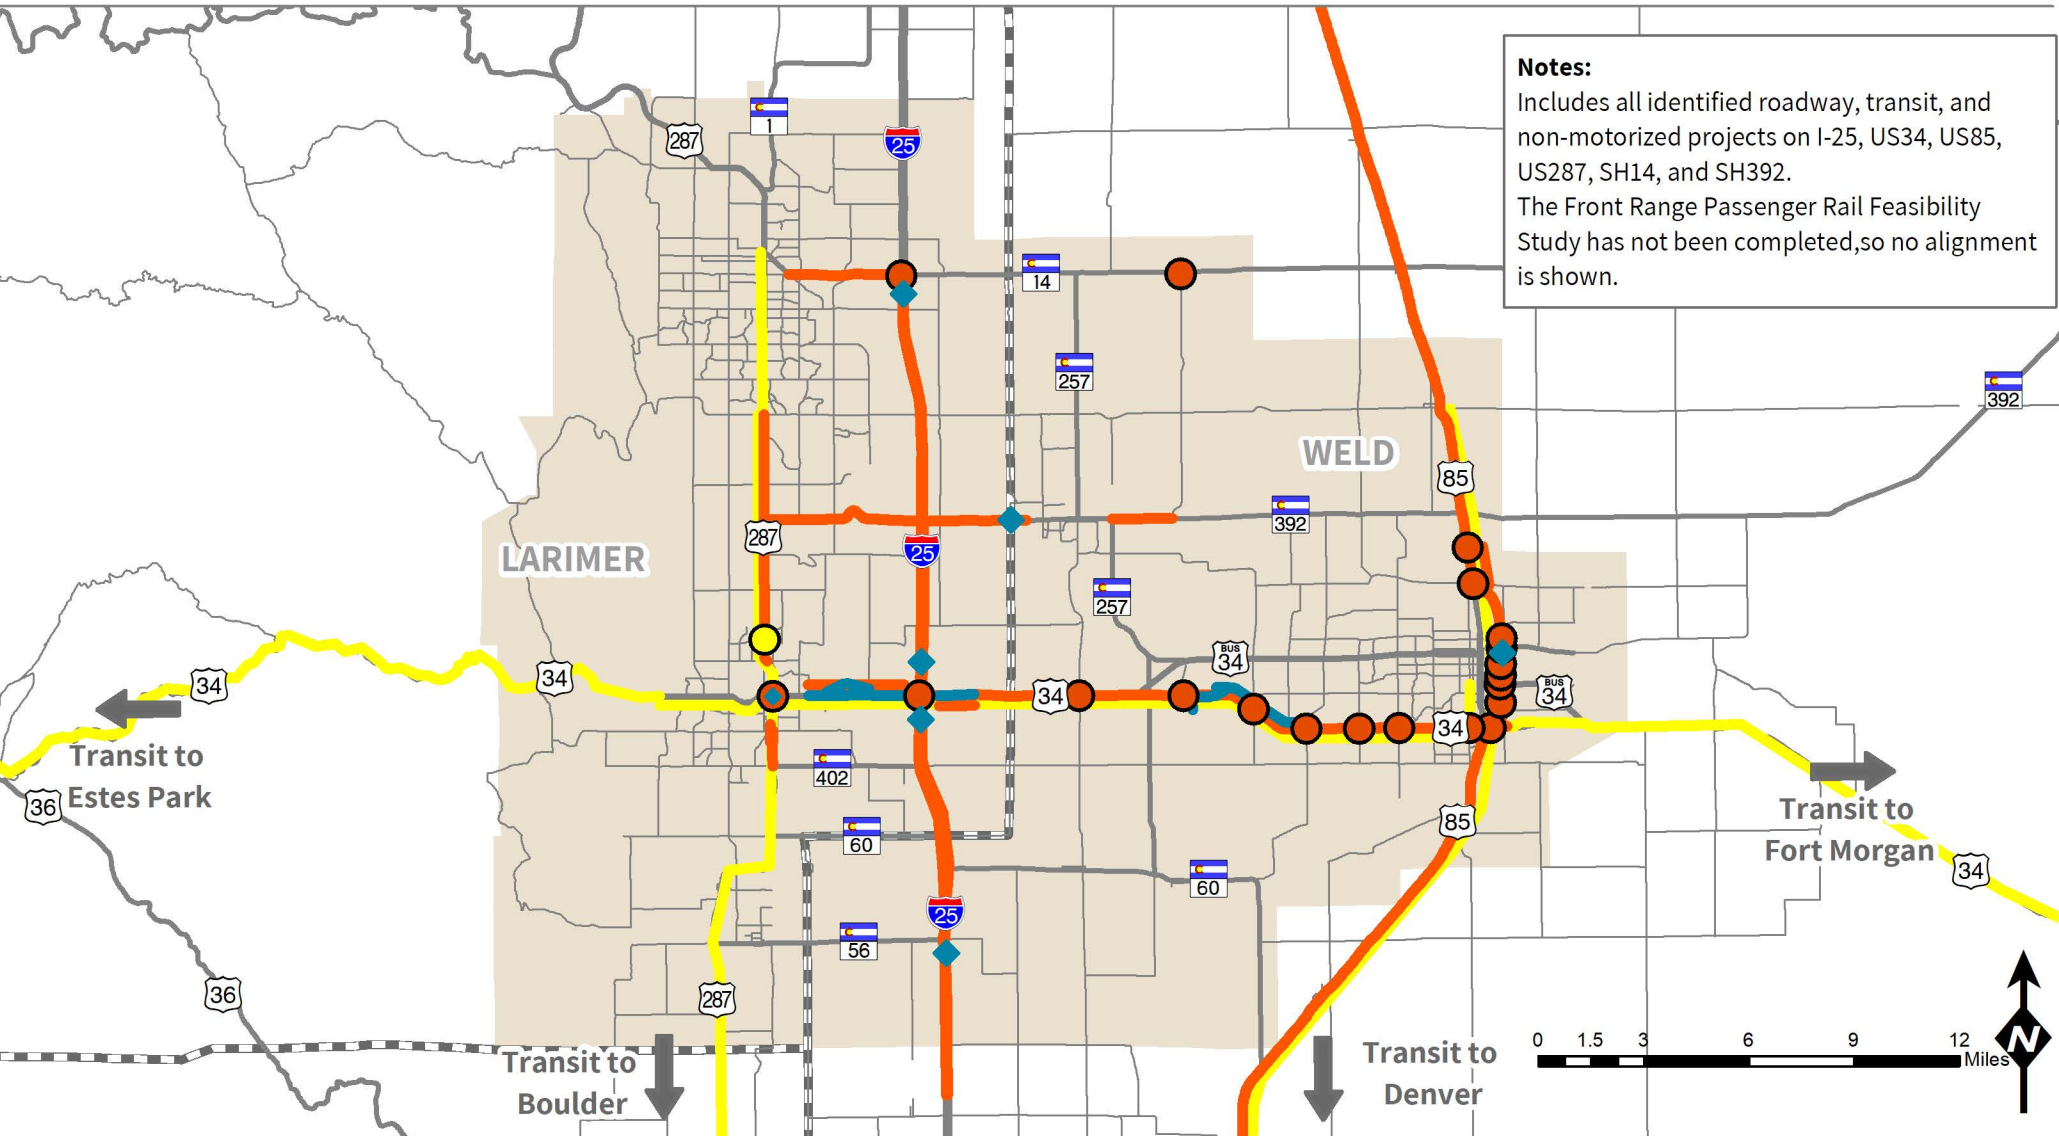 Notes:
Includes all identified roadway, transit, and
non-motorized projects on I-25, US34, US85,
US287, SH14, and SH392.
The Front Range Passenger Rail Feasibility
Study has not been completed,so no alignment
is shown.
1
287
25
14
257
392
WELD
85
392
287
LARIMER
25
257
BUS
34
34
34
34
BUS
34
34
Transit to
Estes Park
402
36
60
85
Transit to
Fort Morgan
34
60
25
56
36
287
Transit to
Boulder
Transit to
Denver
0 1.5 3 6 9 12
Miles
N